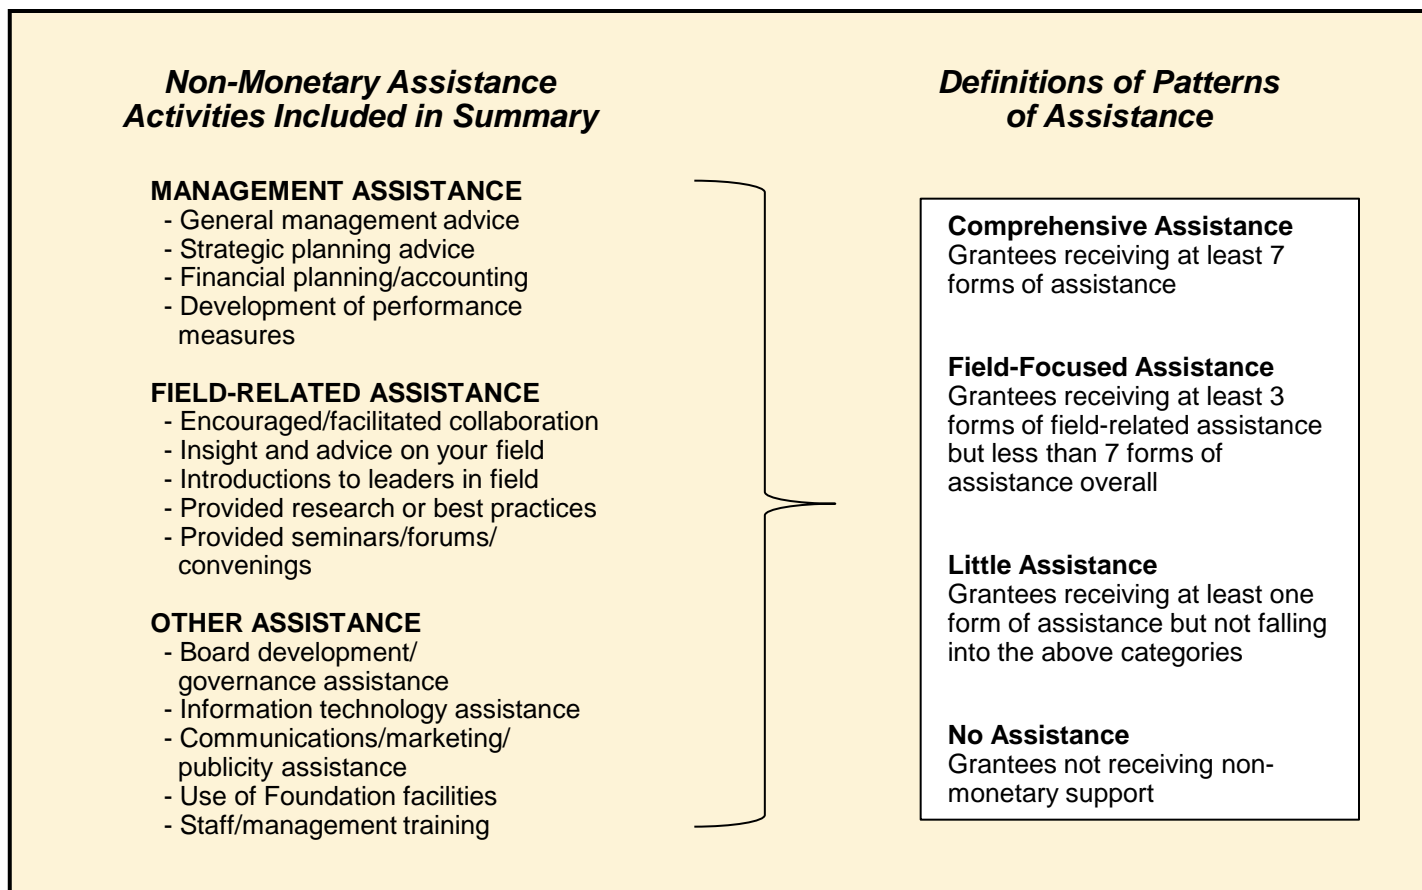 Non-Monetary Assistance
Activities Included in Summary
MANAGEMENT ASSISTANCE
- General management advice
- Strategic planning advice
- Financial planning/accounting
- Development of performance
measures
FIELD-RELATED ASSISTANCE
- Encouraged/facilitated collaboration
- Insight and advice on your field
- Introductions to leaders in field
- Provided research or best practices
- Provided seminars/forums/
convenings
OTHER ASSISTANCE
- Board development/
governance assistance
- Information technology assistance
- Communications/marketing/
publicity assistance
- Use of Foundation facilities
- Staff/management training
Definitions of Patterns
of Assistance
Comprehensive Assistance
Grantees receiving at least 7
forms of assistance
Field-Focused Assistance
Grantees receiving at least 3
forms of field-related assistance
but less than 7 forms of
assistance overall
Little Assistance
Grantees receiving at least one
form of assistance but not falling
into the above categories
No Assistance
Grantees not receiving non-
monetary support